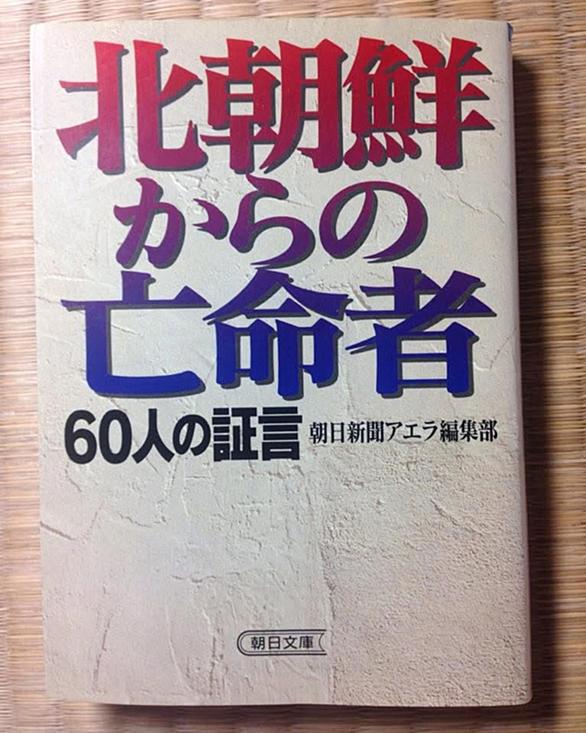 北朝鮮
からの
亡命者
60人の証言 朝日新聞アエラ編集部
朝日文庫